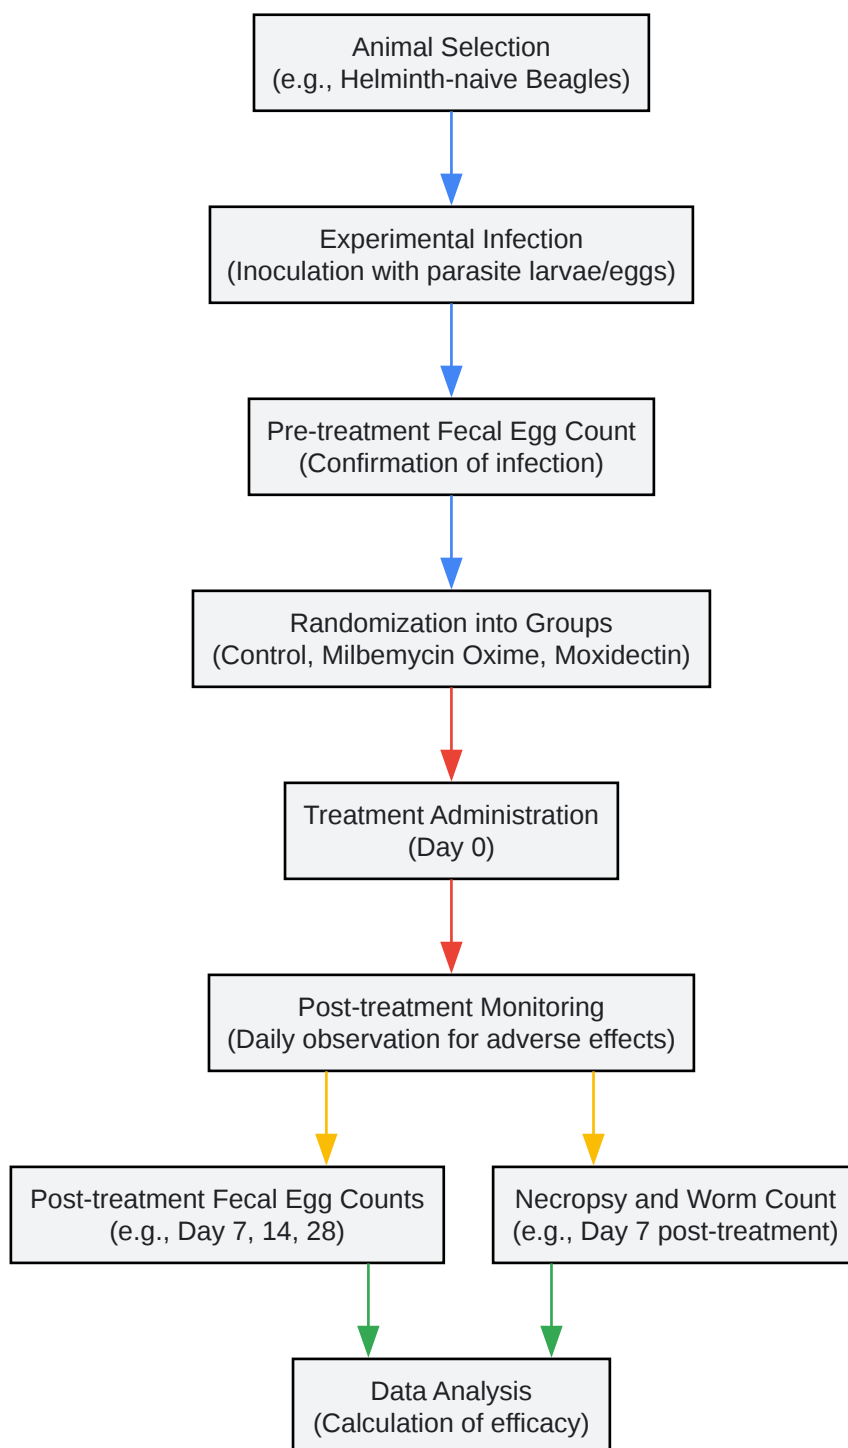 Animal Selection
(e.g., Helminth-naive Beagles)
Experimental Infection
(Inoculation with parasite larvae/eggs)
Pre-treatment Fecal Egg Count
(Confirmation of infection)
Randomization into Groups
(Control, Milbemycin Oxime, Moxidectin)
Treatment Administration
(Day 0)
Post-treatment Monitoring
(Daily observation for adverse effects)
Post-treatment Fecal Egg Counts
(e.g., Day 7, 14, 28)
Necropsy and Worm Count
(e.g., Day 7 post-treatment)
Data Analysis
(Calculation of efficacy)